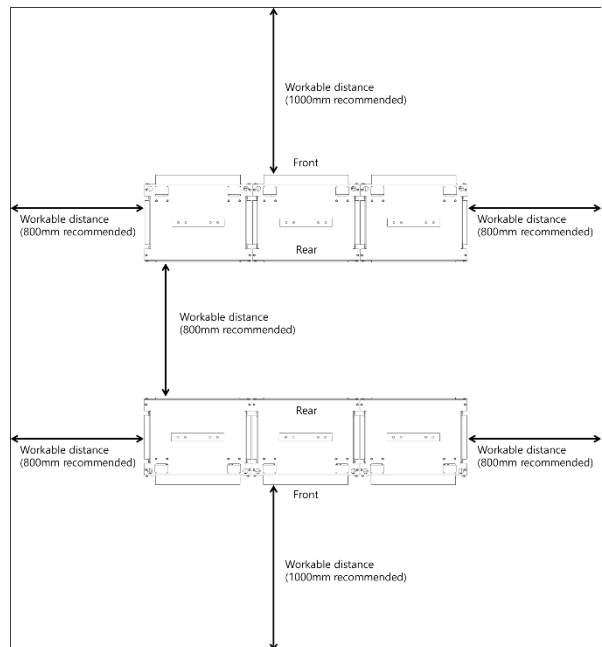 Workable distance
(1000mm recommended)
Front
Workable distance
(800mm recommended)
Workable distance
(800mm recommended)
Rear
Workable distance
(800mm recommended)
Rear
Workable distance
(800mm recommended)
Workable distance
(800mm recommended)
Front
Workable distance
(1000mm recommended)